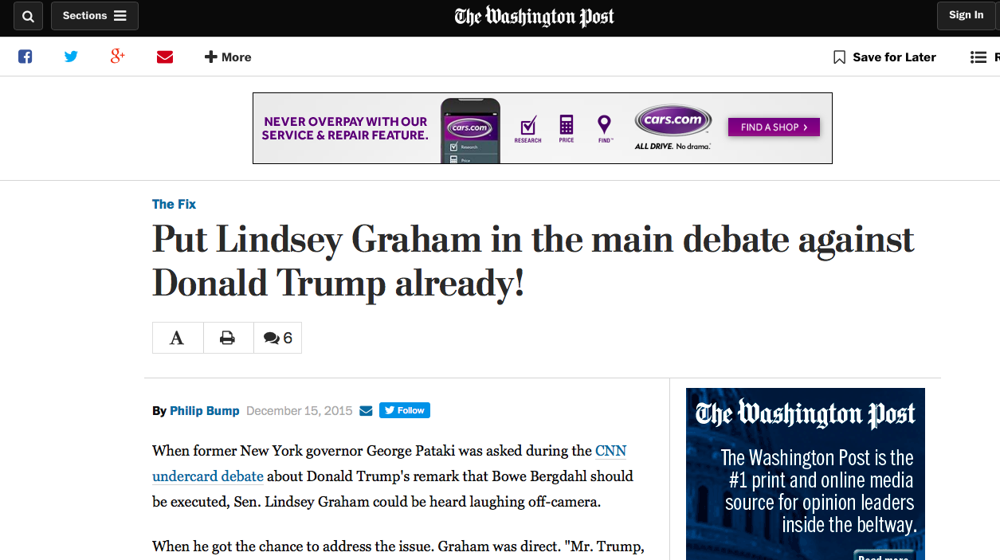 Sections
The Washington Post
Sign In
8+
More
Save for Later
R
NEVER OVERPAY WITH OUR
SERVICE & REPAIR FEATURE.
cars.com
Research
Price
RESEARCH
PRICE
FIND™
cars.com
ALL DRIVE. No drama.
FIND A SHOP ›
The Fix
Put Lindsey Graham in the main debate against
Donald Trump already!
A
6
By Philip Bump December 15, 2015 Follow
When former New York governor George Pataki was asked during the CNN
undercard debate about Donald Trump's remark that Bowe Bergdahl should
be executed, Sen. Lindsey Graham could be heard laughing off-camera.
When he got the chance to address the issue. Graham was direct. "Mr. Trump,
The Washington Post
The Washington Post is the
#1 print and online media
source for opinion leaders
inside the beltway.
Read more